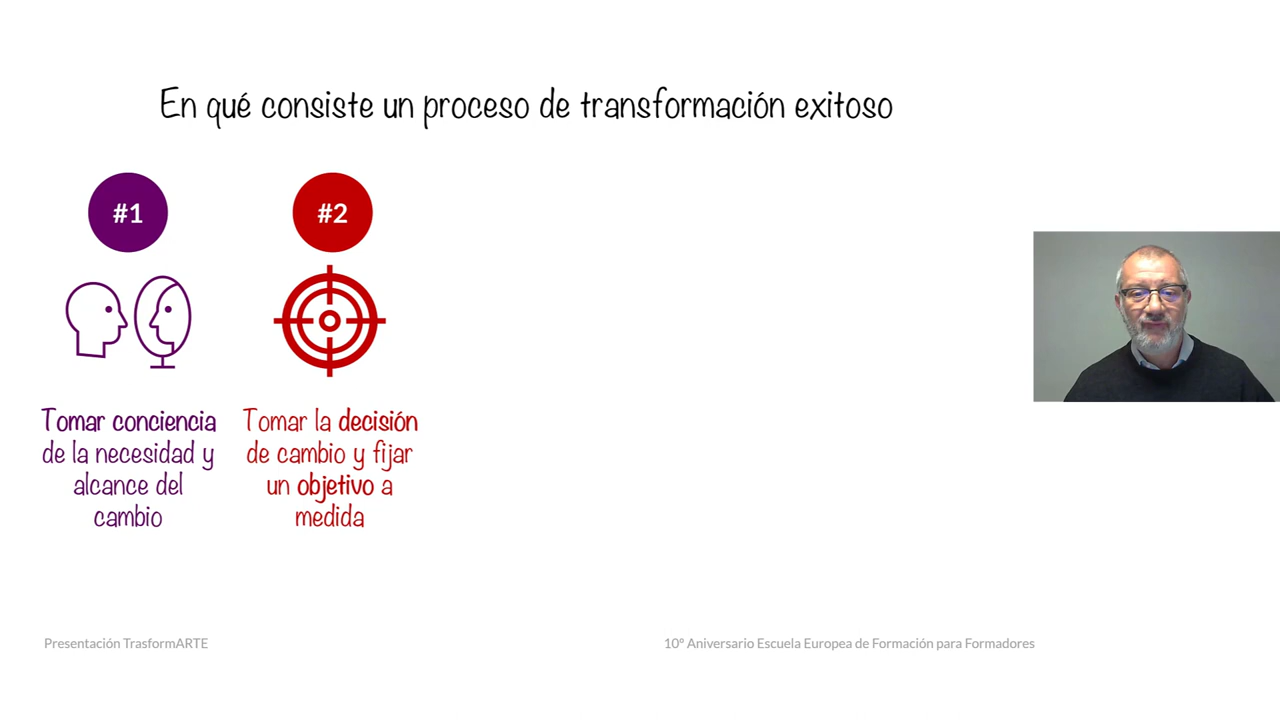 En qué consiste un proceso de transformación exitoso
#1
Tomar conciencia
de la necesidad y
alcance del
cambio
#2
Tomar la decisión
de cambio y fijar
un objetivo a
medida
Presentación TrasformARTE
10º Aniversario Escuela Europea de Formación para Formadores